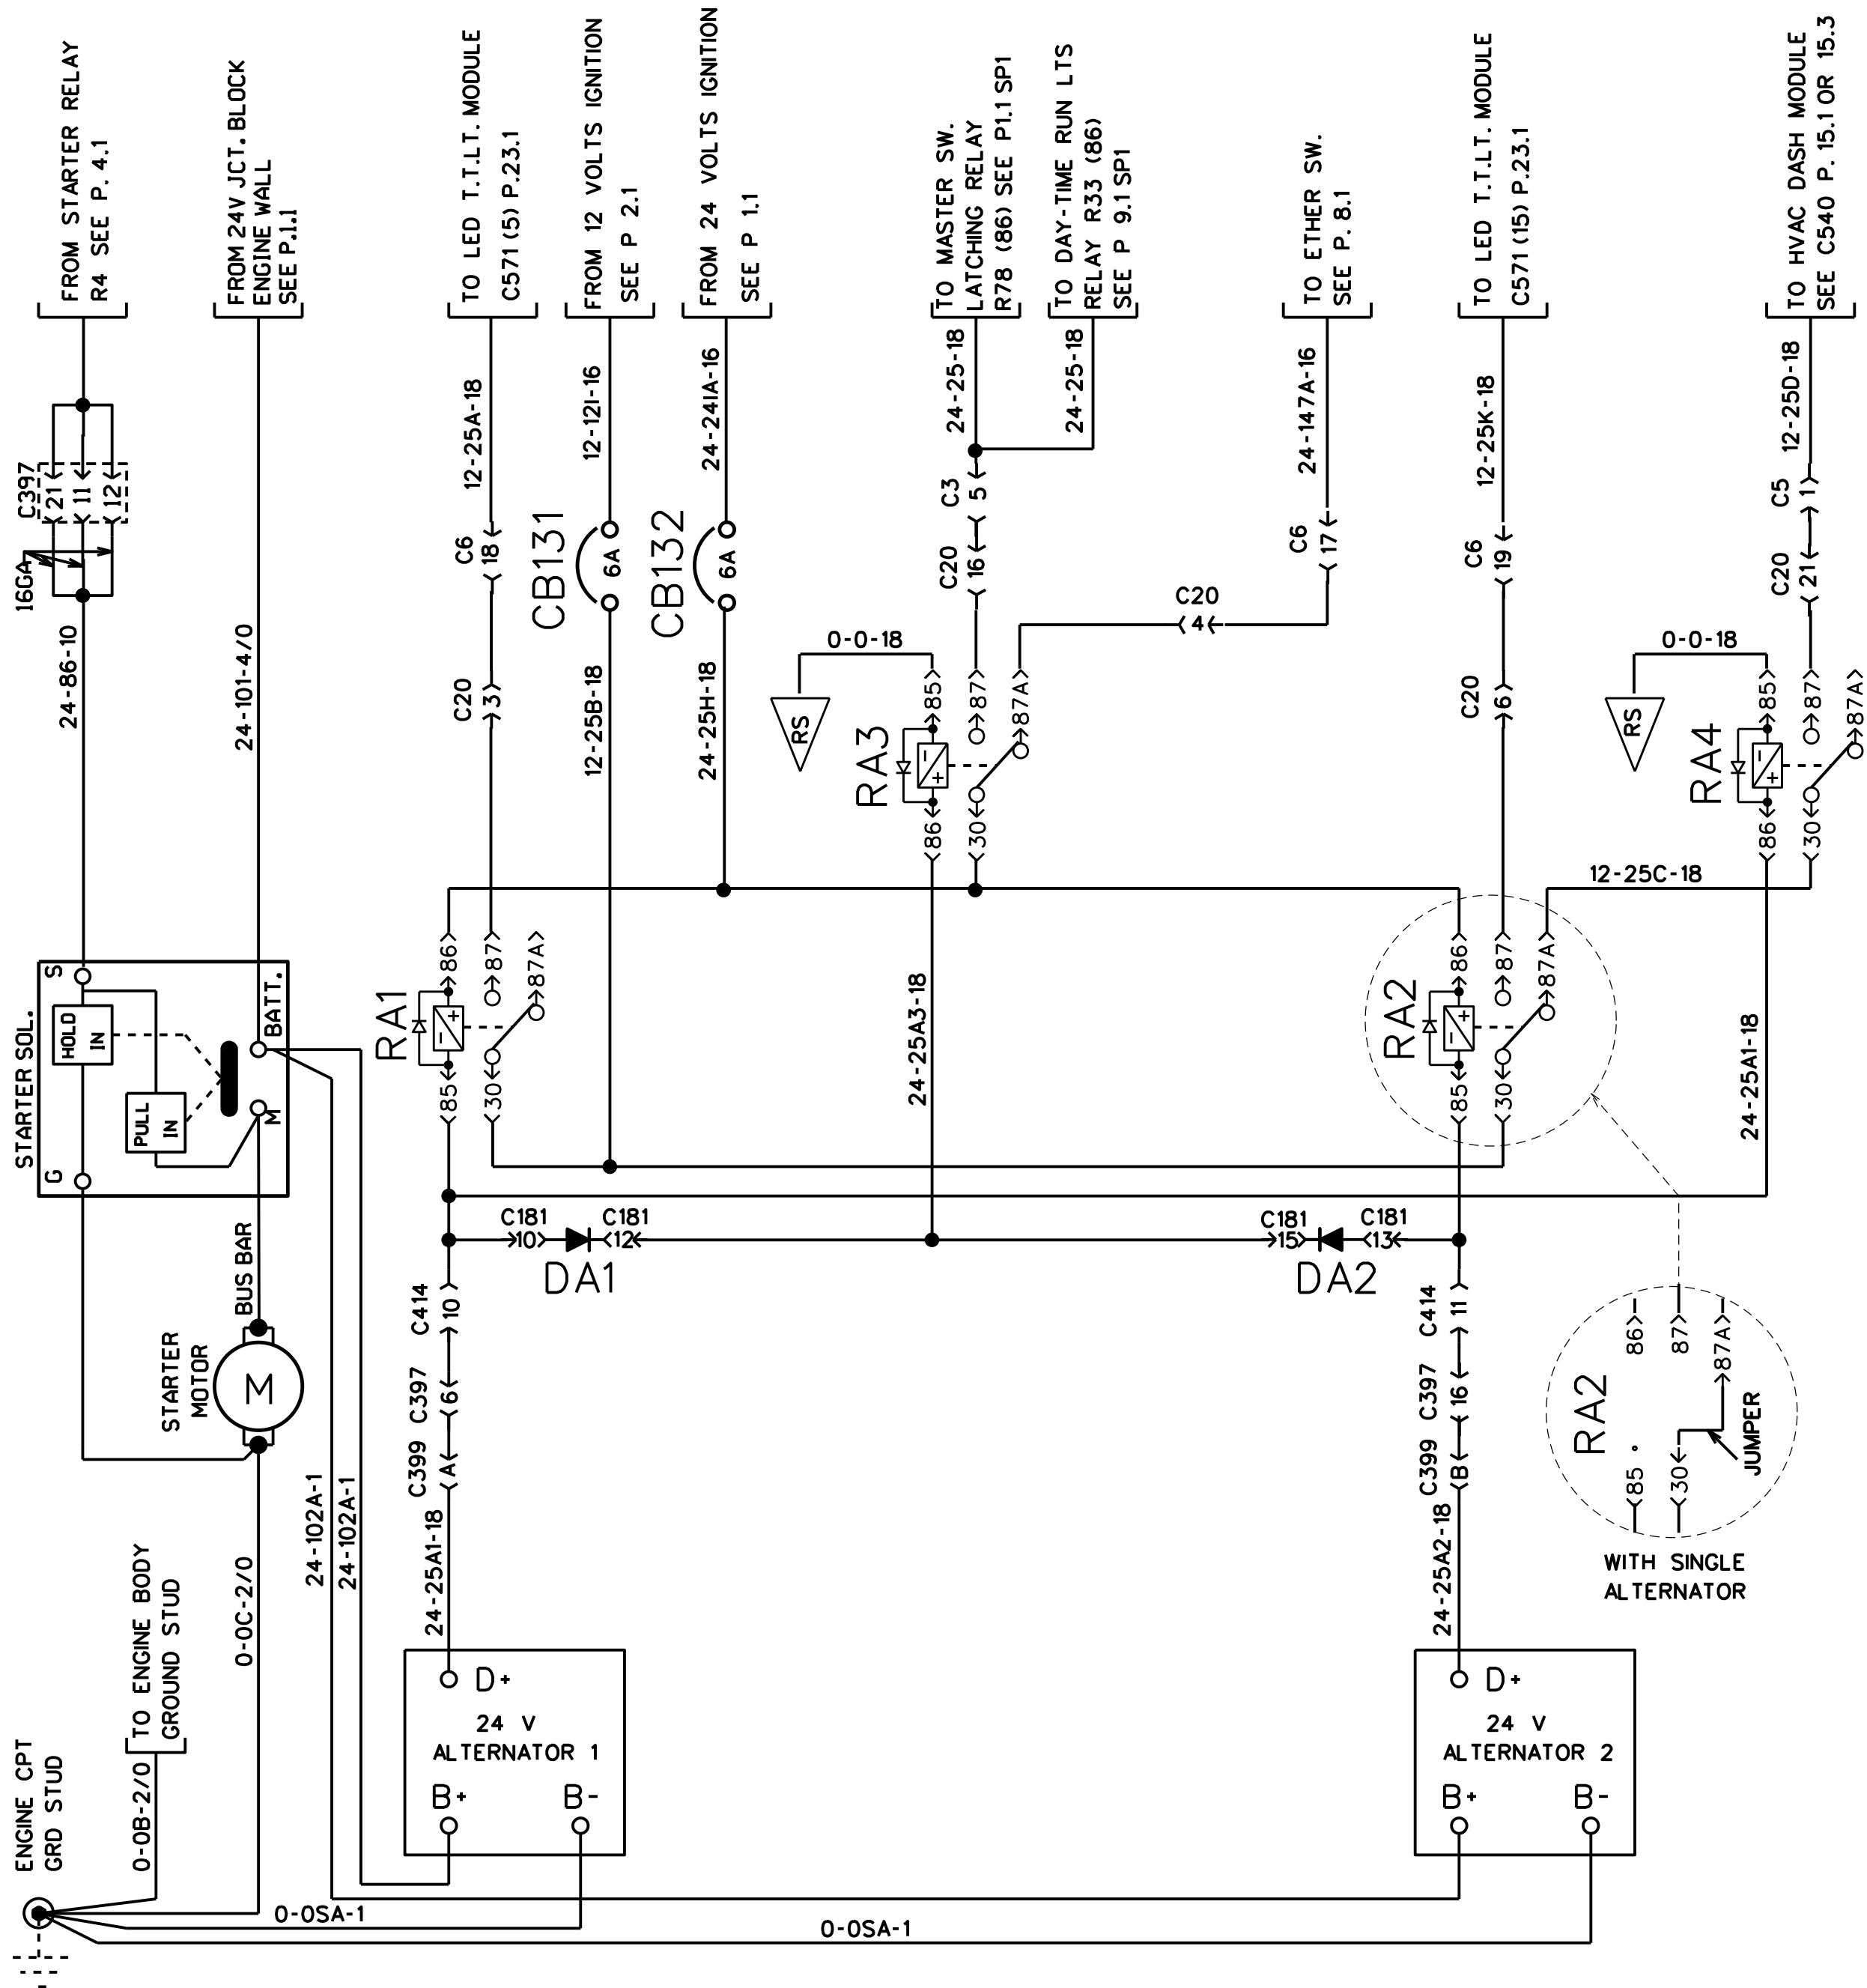 FROM STARTER RELAY
R4 SEE P. 4.1
FROM 24V JCT. BLOCK
ENGINE WALL
SEE P.1.1
TO LED T.T.LT. MODULE
C571 (5) P.23.1
FROM 12 VOLTS IGNITION
SEE P 2.1
FROM 24 VOLTS IGNITION
SEE P 1.1
TO MASTER SW.
LATCHING RELAY
R78 (86) SEE P1.1 SP1
TO DAY-TIME RUN LTS
RELAY R33 (86)
SEE P 9.1 SP1
TO ETHER SW.
SEE P. 8.1
TO LED T.T.LT. MODULE
C571 (15) P.23.1
TO HVAC DASH MODULE
SEE C540 P. 15.1 OR 15.3
C397
21
11
12
16GA
24-86-10
24-101-4/0
12-25A-18
C6
18
C20
3
12-12I-16
CB131
6A
12-25B-18
24-24IA-16
CB132
6A
24-25H-18
24-25-18
24-25-18
C3
5
C20
16
24-147A-16
C6
17
C20
4
12-25K-18
C6
19
C20
6
12-25D-18
C5
1
C20
21
0-0-18
RS
RA3
85
87
87A
86
30
0-0-18
RS
RA4
85
87
87A
86
30
12-25C-18
STARTER SOL.
S
HOLD
IN
PULL
IN
BATT.
M
G
RA1
86
87
87A
85
30
24-25A3-18
RA2
86
87
87A
85
30
24-25A1-18
BUS BAR
STARTER
MOTOR
M
C181
10
C181
12
DA1
C181
15
C181
13
DA2
C414
10
C397
6
C399
A
24-25A1-18
C414
11
C397
16
C399
B
24-25A2-18
RA2
86
87
87A
85
30
JUMPER
WITH SINGLE
ALTERNATOR
24-102A-1
24-102A-1
0-0C-2/0
TO ENGINE BODY
GROUND STUD
0-0B-2/0
ENGINE CPT
GRD STUD
D+
24 V
ALTERNATOR 1
B+
B-
D+
24 V
ALTERNATOR 2
B+
B-
0-0SA-1
0-0SA-1